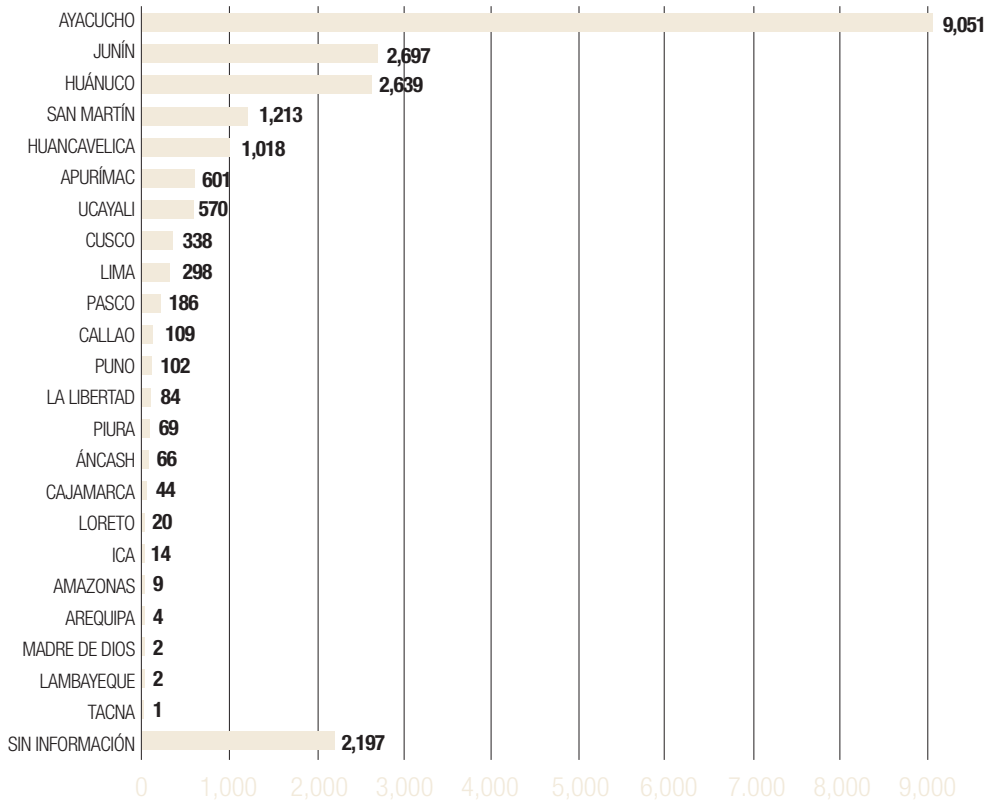 AYACUCHO 9,051
JUNÍN 2,697
HUÁNUCO 2,639
SAN MARTÍN 1,213
HUANCAVELICA 1,018
APURÍMAC 601
UCAYALI 570
CUSCO 338
LIMA 298
PASCO 186
CALLAO 109
PUNO 102
LA LIBERTAD 84
PIURA 69
ÁNCASH 66
CAJAMARCA 44
LORETO 20
ICA 14
AMAZONAS 9
AREQUIPA 4
MADRE DE DIOS 2
LAMBAYEQUE 2
TACNA 1
SIN INFORMACIÓN 2,197
0 1,000 2,000 3,000 4,000 5,000 6,000 7.000 8,000 9,000